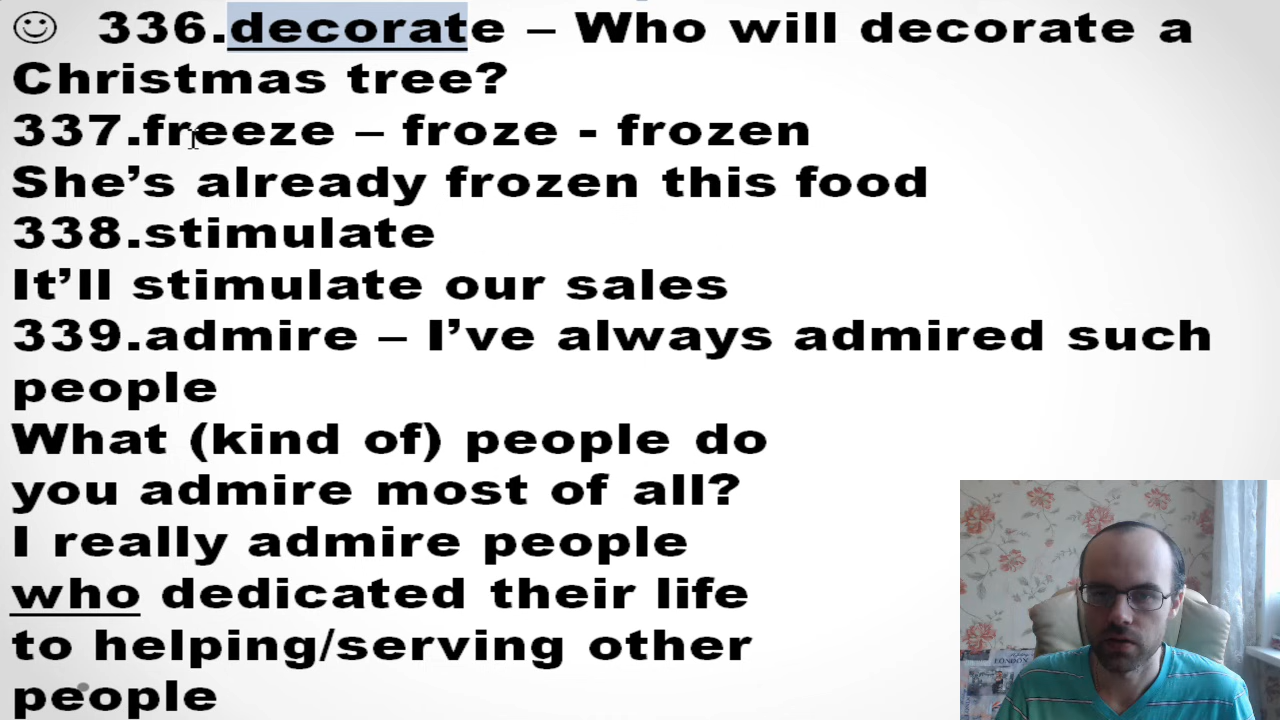 ☺ 336.decorate – Who will decorate a
Christmas tree?
337.freeze – froze - frozen
She’s already frozen this food
338.stimulate
It’ll stimulate our sales
339.admire – I’ve always admired such
people
What (kind of) people do
you admire most of all?
I really admire people
who dedicated their life
to helping/serving other
people